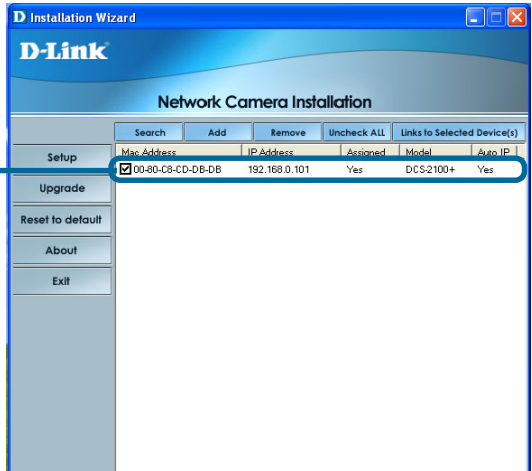 D Installation Wizard
D-Link
Network Camera Installation
Search Add Remove Uncheck ALL Links to Selected Device(s)
Mac Address IP Address Assigned Model Auto IP
00-80-C8-CD-DB-DB 192.168.0.101 Yes DCS-2100+ Yes
Setup
Upgrade
Reset to default
About
Exit